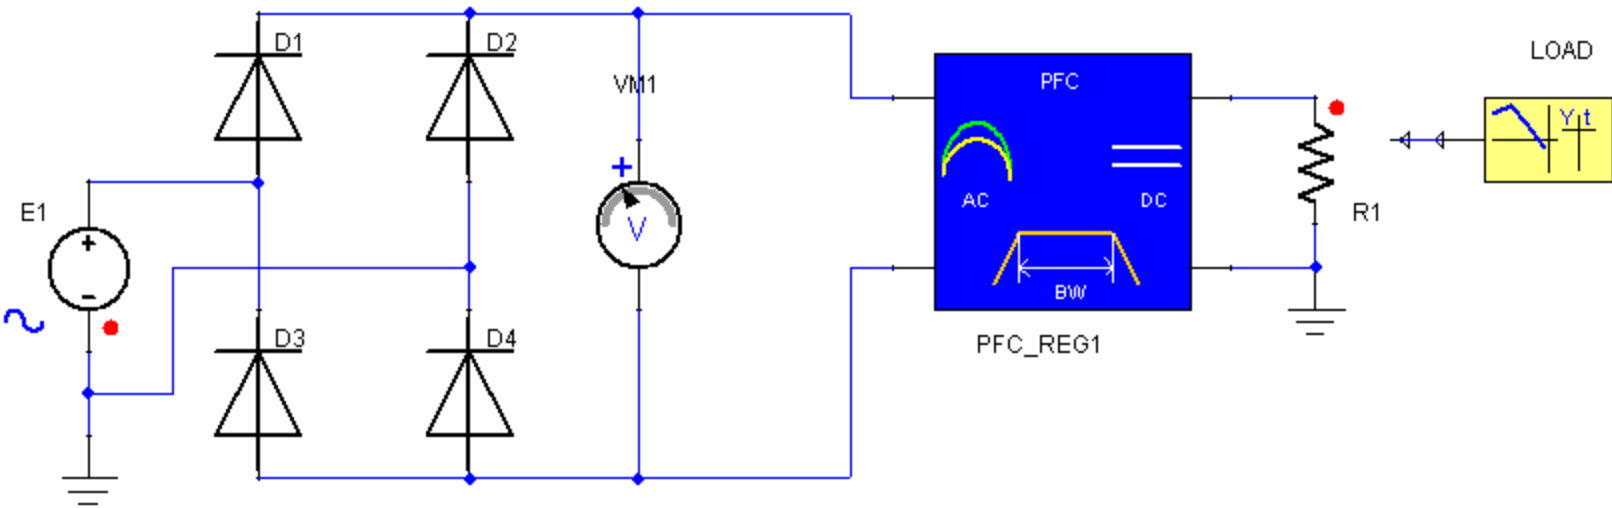 D1
D2
LOAD
PFC
VM1
Y t
+
AC
DC
E1
R1
+
V
-
BW
D3
D4
PFC_REG1